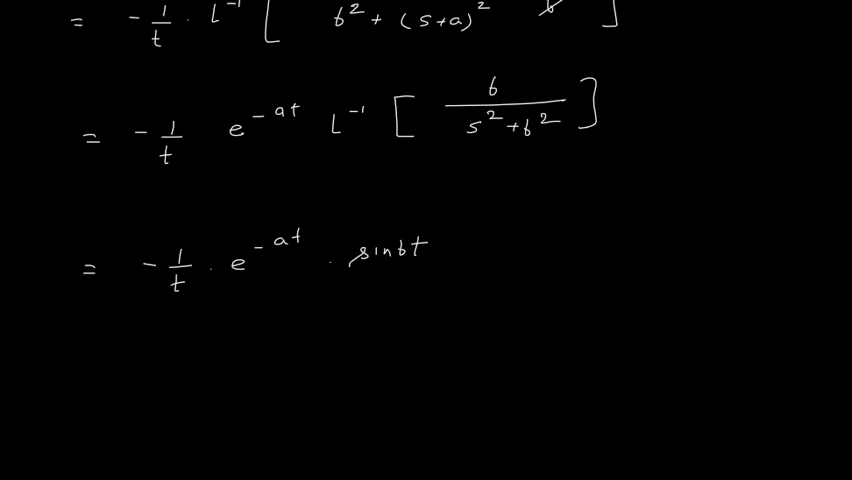 = - 1/t · L⁻¹ [ b² + (s+a)² ]
= - 1/t e^-at L⁻¹ [ b / s²+b² ]
= - 1/t · e^-at · sinbt